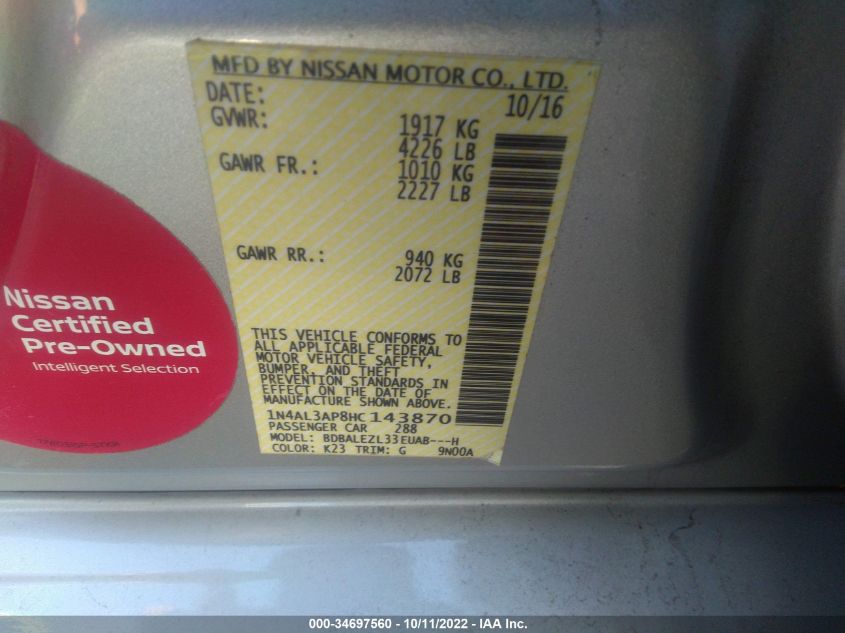 MFD BY NISSAN MOTOR CO., LTD.
DATE: 10/16
GVWR: 1917 KG
4226 LB
GAWR FR.: 1010 KG
2227 LB
GAWR RR.: 940 KG
2072 LB
THIS VEHICLE CONFORMS TO
ALL APPLICABLE FEDERAL
MOTOR VEHICLE SAFETY,
BUMPER, AND THEFT
PREVENTION STANDARDS IN
EFFECT ON THE DATE OF
MANUFACTURE SHOWN ABOVE.
1N4AL3AP8HC143870
PASSENGER CAR 288
MODEL: BDBALEZL33EUAB---H
COLOR: K23 TRIM: G 9N00A
Nissan
Certified
Pre-Owned
Intelligent Selection
000-34697560 - 10/11/2022 - IAA Inc.